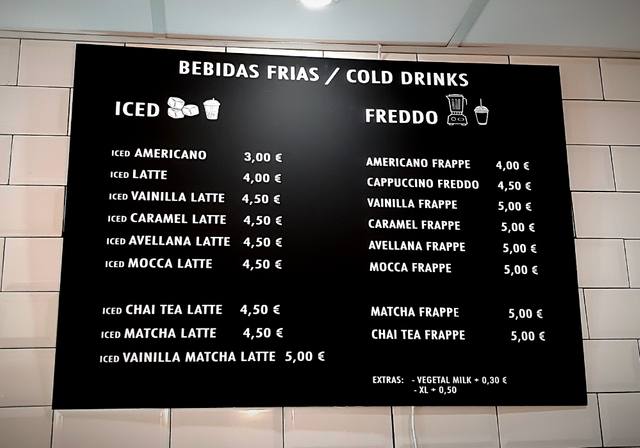 BEBIDAS FRIAS / COLD DRINKS
ICED
ICED AMERICANO 3,00 €
ICED LATTE 4,00 €
ICED VAINILLA LATTE 4,50 €
ICED CARAMEL LATTE 4,50 €
ICED AVELLANA LATTE 4,50 €
ICED MOCCA LATTE 4,50 €
ICED CHAI TEA LATTE 4,50 €
ICED MATCHA LATTE 4,50 €
ICED VAINILLA MATCHA LATTE 5,00 €
FREDDO
AMERICANO FRAPPE 4,00 €
CAPPUCCINO FREDDO 4,50 €
VAINILLA FRAPPE 5,00 €
CARAMEL FRAPPE 5,00 €
AVELLANA FRAPPE 5,00 €
MOCCA FRAPPE 5,00 €
MATCHA FRAPPE 5,00 €
CHAI TEA FRAPPE 5,00 €
EXTRAS: - VEGETAL MILK + 0,30 €
- XL + 0,50